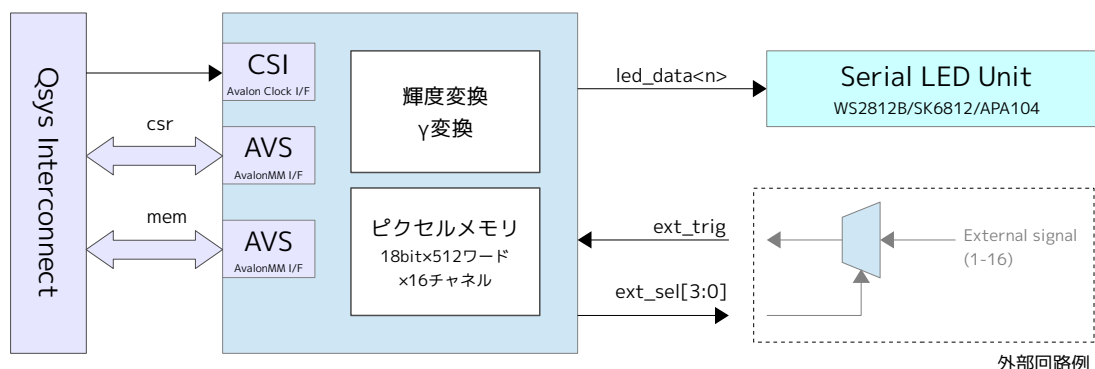 Qsys Interconnect
CSI
Avalon Clock I/F
csr
AVS
AvalonMM I/F
mem
AVS
AvalonMM I/F
輝度変換
γ変換
ピクセルメモリ
18bit×512ワード
×16チャネル
led_data<n>
Serial LED Unit
WS2812B/SK6812/APA104
ext_trig
ext_sel[3:0]
External signal
(1-16)
外部回路例